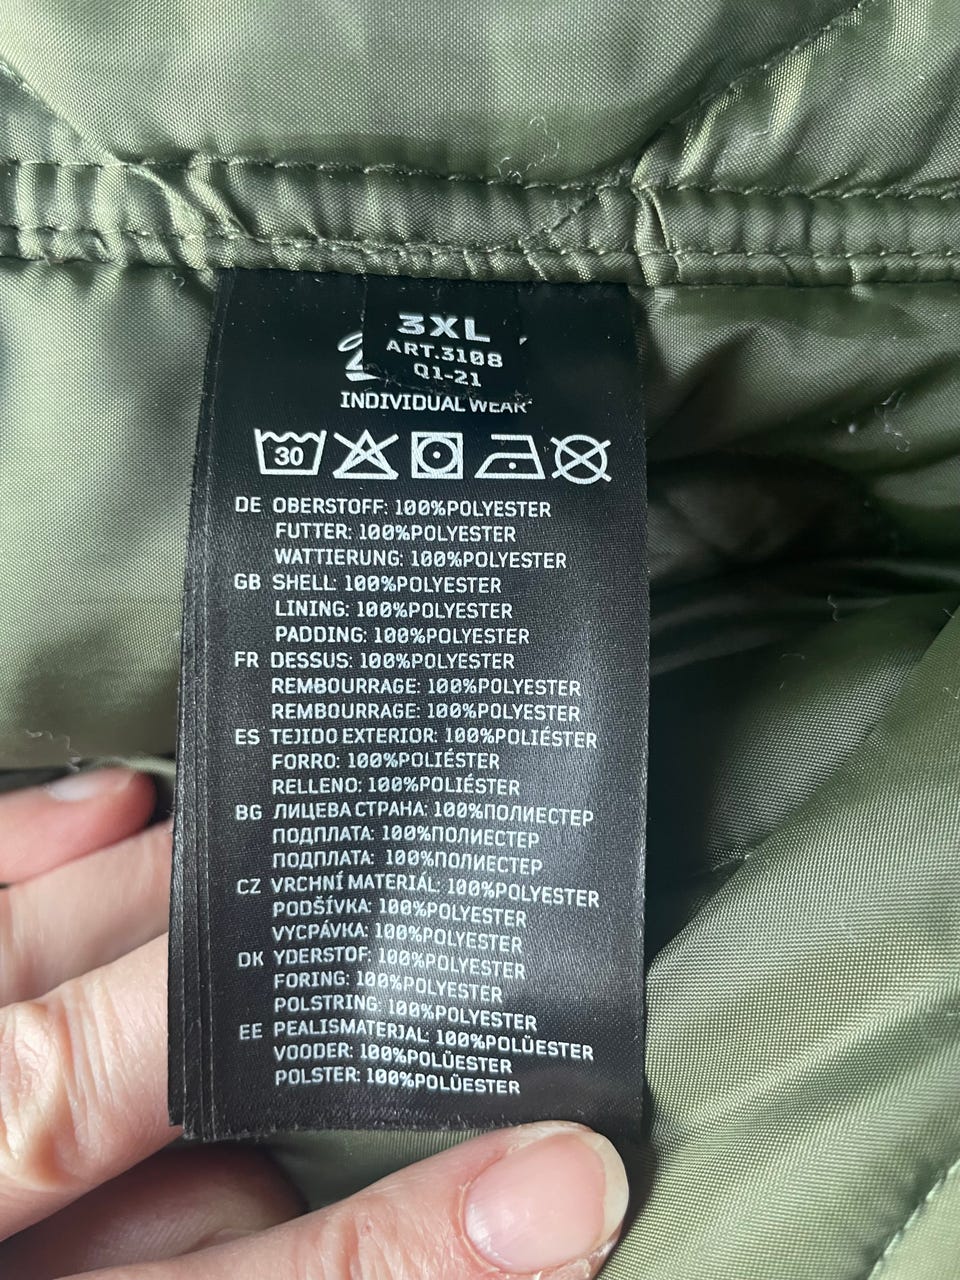 3XL
ART.3108
Q1-21
INDIVIDUAL WEAR
30
DE OBERSTOFF: 100%POLYESTER
FUTTER: 100%POLYESTER
WATTIERUNG: 100%POLYESTER
GB SHELL: 100%POLYESTER
LINING: 100%POLYESTER
PADDING: 100%POLYESTER
FR DESSUS: 100%POLYESTER
REMBOURRAGE: 100%POLYESTER
REMBOURRAGE: 100%POLYESTER
ES TEJIDO EXTERIOR: 100%POLIÉSTER
FORRO: 100%POLIÉSTER
RELLENO: 100%POLIÉSTER
BG ЛИЦЕВА СТРАНА: 100%ПОЛИЕСТЕР
ПОДПЛАТА: 100%ПОЛИЕСТЕР
ПОДПЛАТА: 100%ПОЛИЕСТЕР
CZ VRCHNÍ MATERIÁL: 100%POLYESTER
PODŠÍVKA: 100%POLYESTER
VYCPÁVKA: 100%POLYESTER
DK YDERSTOF: 100%POLYESTER
FORING: 100%POLYESTER
POLSTRING: 100%POLYESTER
EE PEALISMATERJAL: 100%POLÜESTER
VOODER: 100%POLÜESTER
POLSTER: 100%POLÜESTER